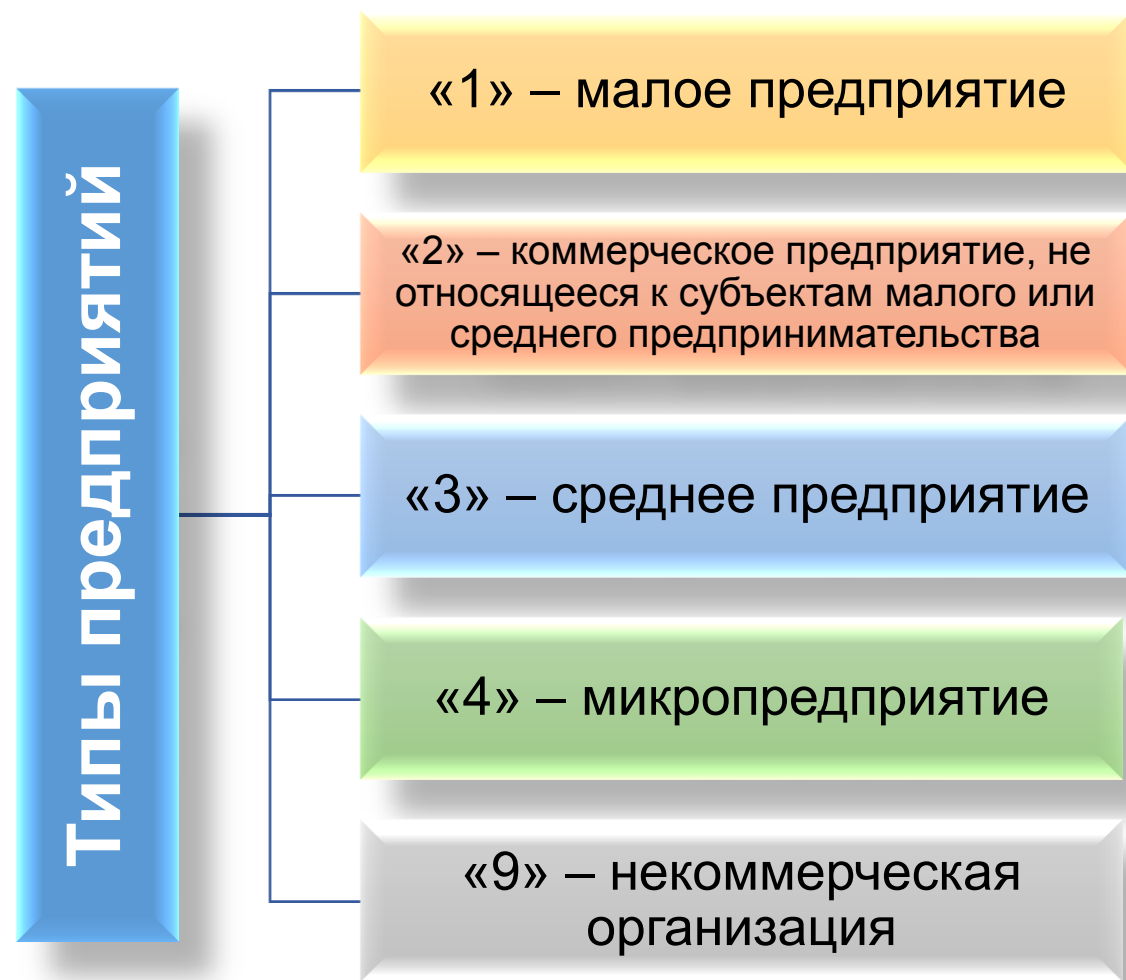 Типы предприятий
«1» – малое предприятие
«2» – коммерческое предприятие, не
относящееся к субъектам малого или
среднего предпринимательства
«3» – среднее предприятие
«4» – микропредприятие
«9» – некоммерческая
организация